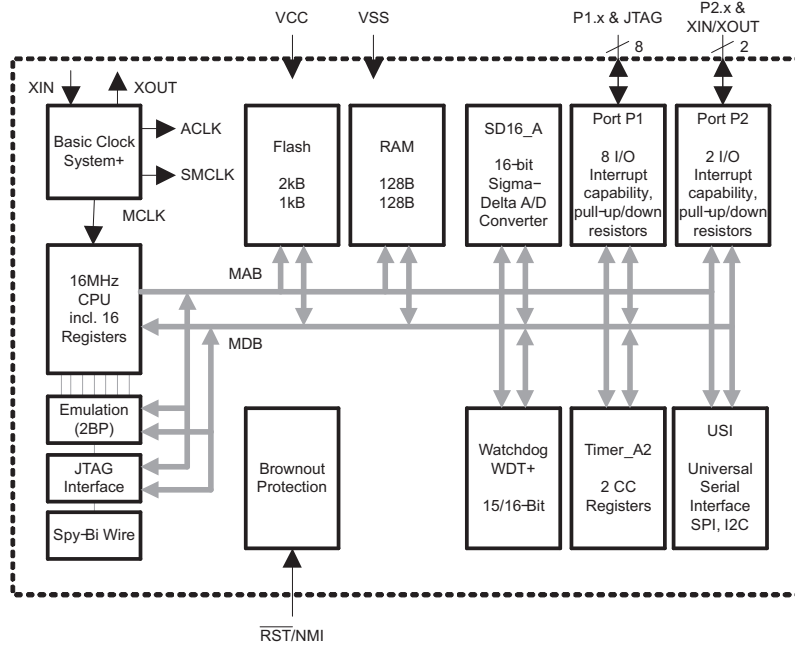 VCC
VSS
P1.x & JTAG
8
P2.x &
XIN/XOUT
2
XIN
XOUT
Basic Clock
System+
ACLK
SMCLK
MCLK
Flash
2kB
1kB
RAM
128B
128B
SD16_A
16-bit
Sigma-
Delta A/D
Converter
Port P1
8 I/O
Interrupt
capability,
pull-up/down
resistors
Port P2
2 I/O
Interrupt
capability,
pull-up/down
resistors
16MHz
CPU
incl. 16
Registers
MAB
MDB
Emulation
(2BP)
JTAG
Interface
Spy-Bi Wire
Brownout
Protection
Watchdog
WDT+
15/16-Bit
Timer_A2
2 CC
Registers
USI
Universal
Serial
Interface
SPI, I2C
RST/NMI